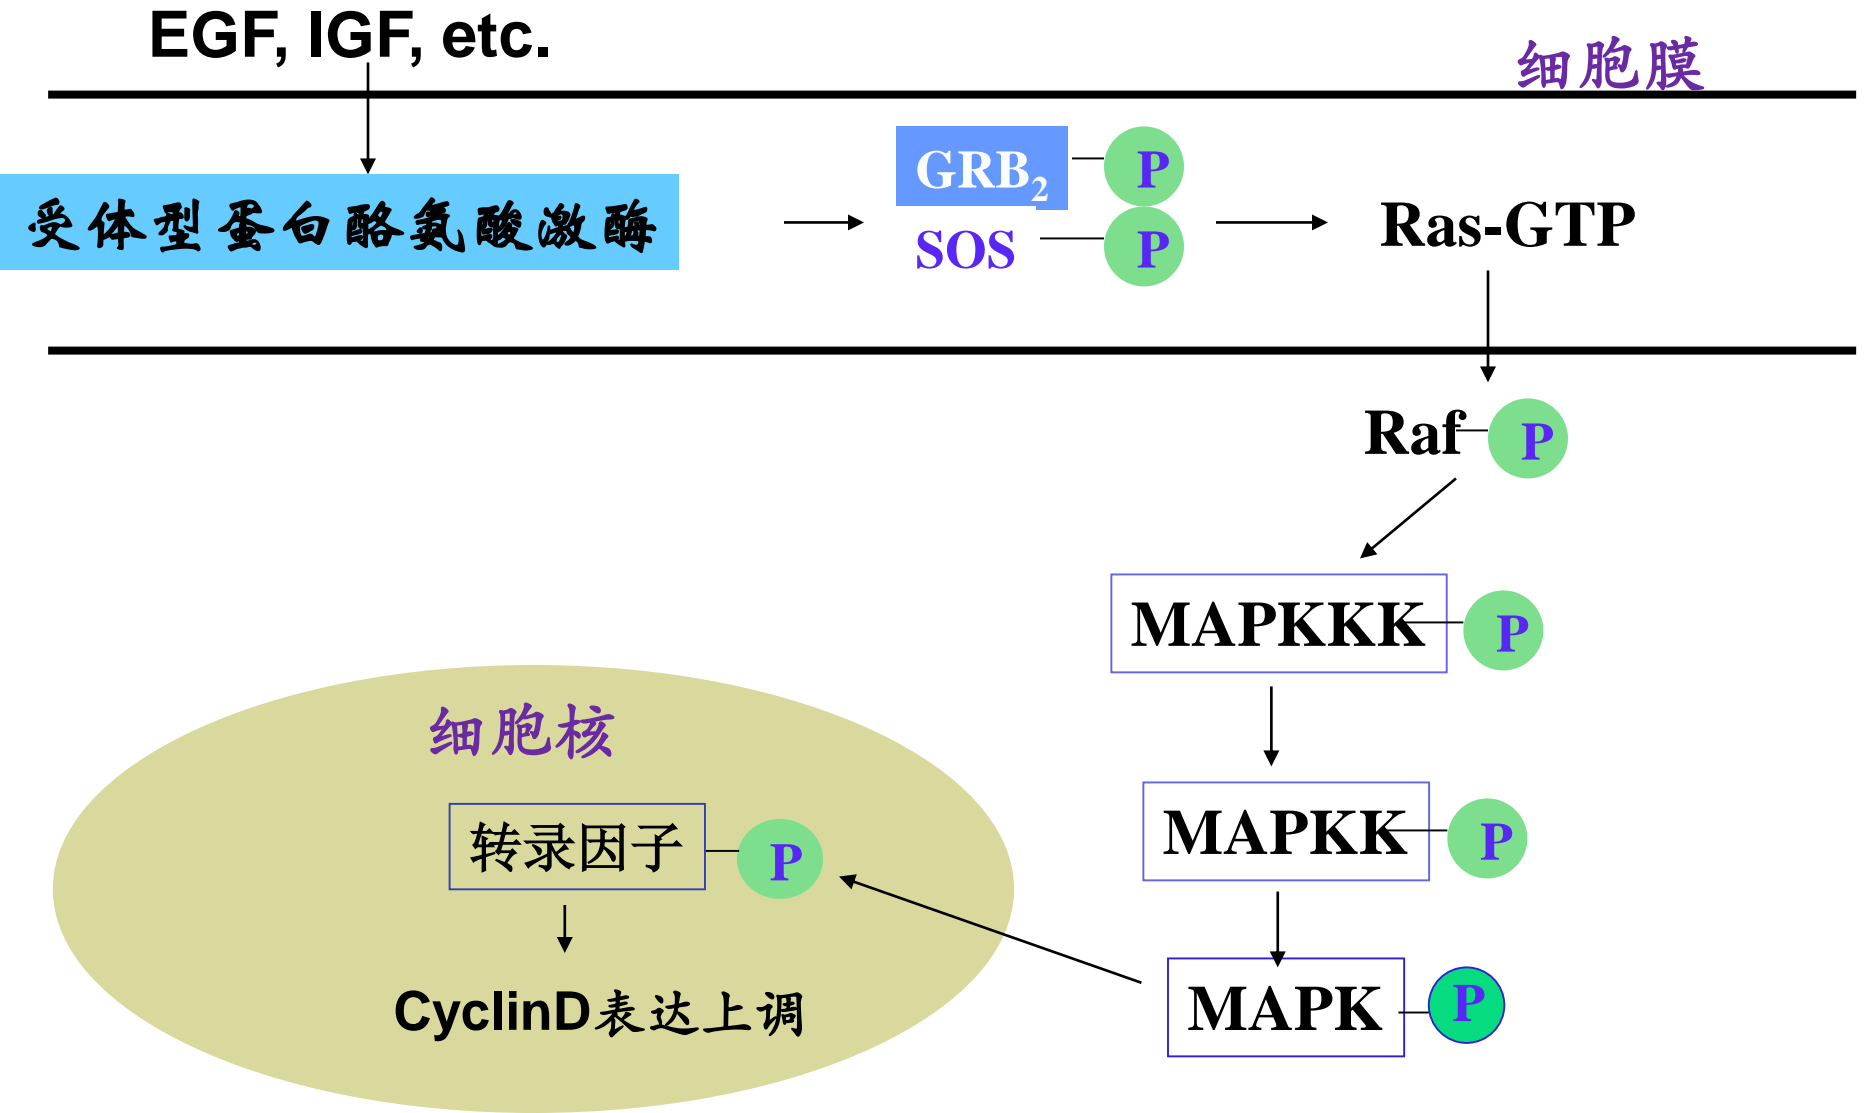 EGF, IGF, etc.
细胞膜
GRB2
P
受体型蛋白酪氨酸激酶
SOS
P
Ras-GTP
Raf
P
MAPKKK
P
细胞核
转录因子
P
MAPKK
P
CyclinD表达上调
MAPK
P